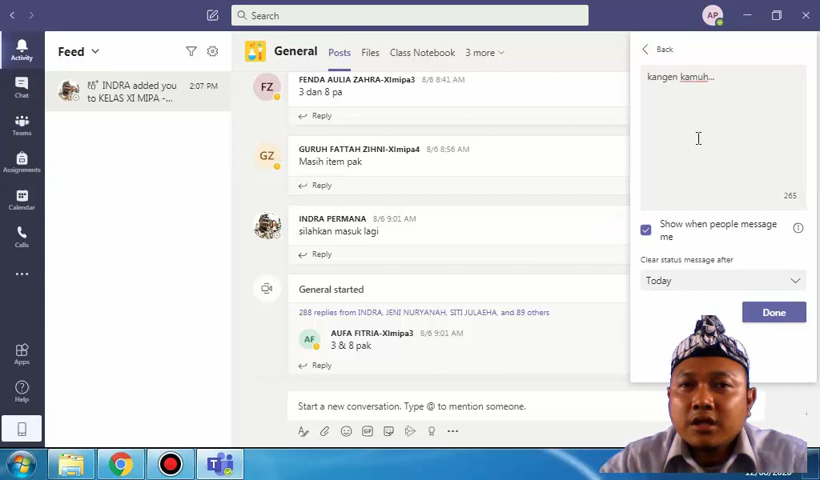 Search
AP
Activity
Chat
Teams
Assignments
Calendar
Calls
Apps
Help
Feed
INDRA added you
to KELAS XI MIPA -...
2:07 PM
General
Posts
Files
Class Notebook
3 more
FZ
FENDA AULIA ZAHRA-XImipa3 8/6 8:41 AM
3 dan 8 pa
Reply
GZ
GURUH FATTAH ZIHNI-XImipa4 8/6 8:56 AM
Masih item pak
Reply
INDRA PERMANA 8/6 9:01 AM
silahkan masuk lagi
Reply
General started
288 replies from INDRA, JENI NURYANAH, SITI JULAEHA, and 89 others
AF
AUFA FITRIA-XImipa3 8/6 9:01 AM
3 & 8 pak
Reply
Start a new conversation. Type @ to mention someone.
GIF
Back
kangen kamuh...
265
Show when people message
me
Clear status message after
Today
Done